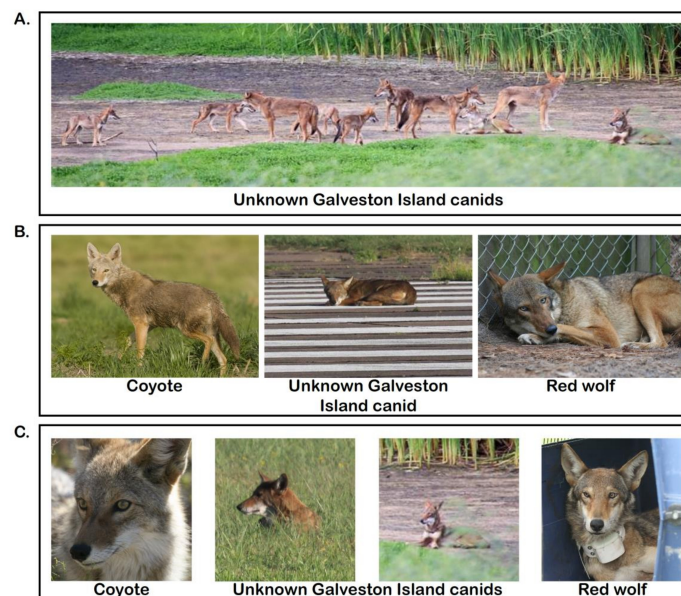 A.
Unknown Galveston Island canids
B.
Coyote
Unknown Galveston
Island canid
Red wolf
C.
Coyote
Unknown Galveston Island canids
Red wolf